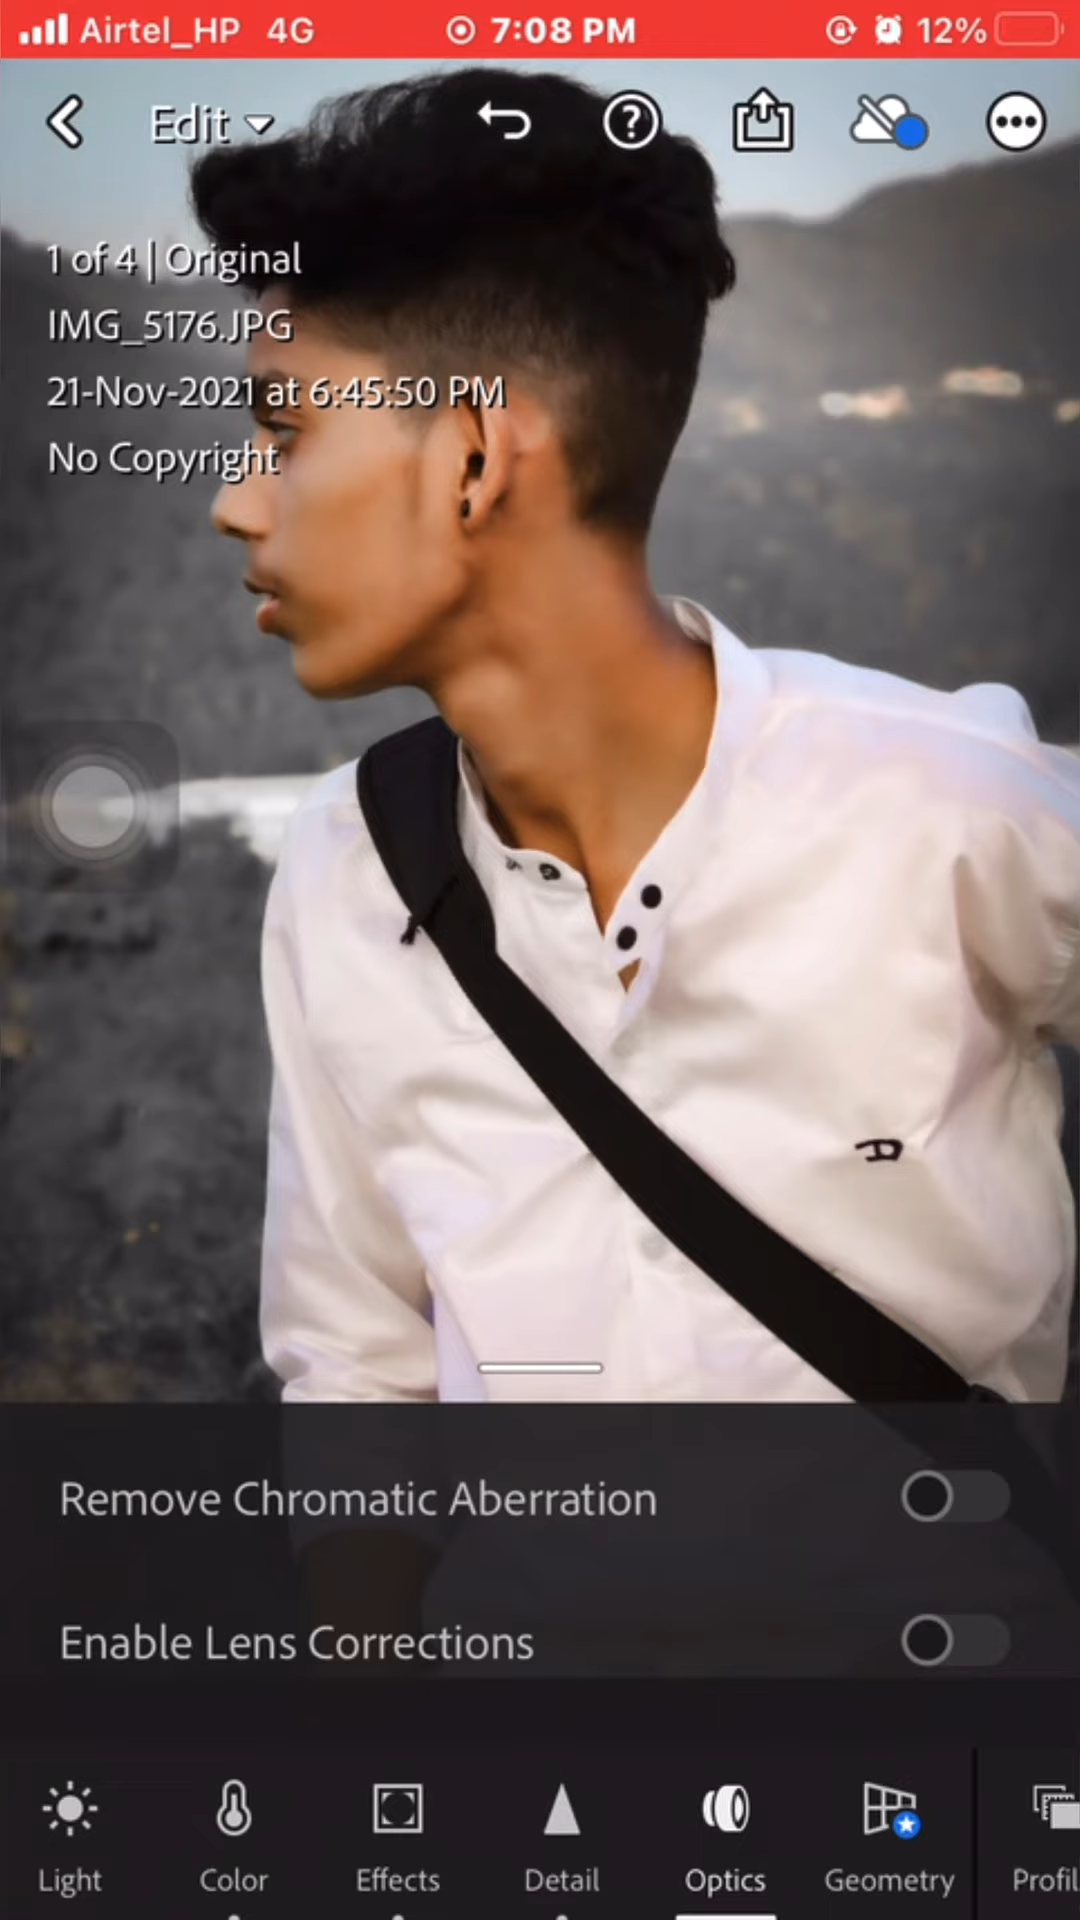 Airtel_HP 4G 7:08 PM 12%
Edit
1 of 4 | Original
IMG_5176.JPG
21-Nov-2021 at 6:45:50 PM
No Copyright
Remove Chromatic Aberration
Enable Lens Corrections
Light Color Effects Detail Optics Geometry Profil